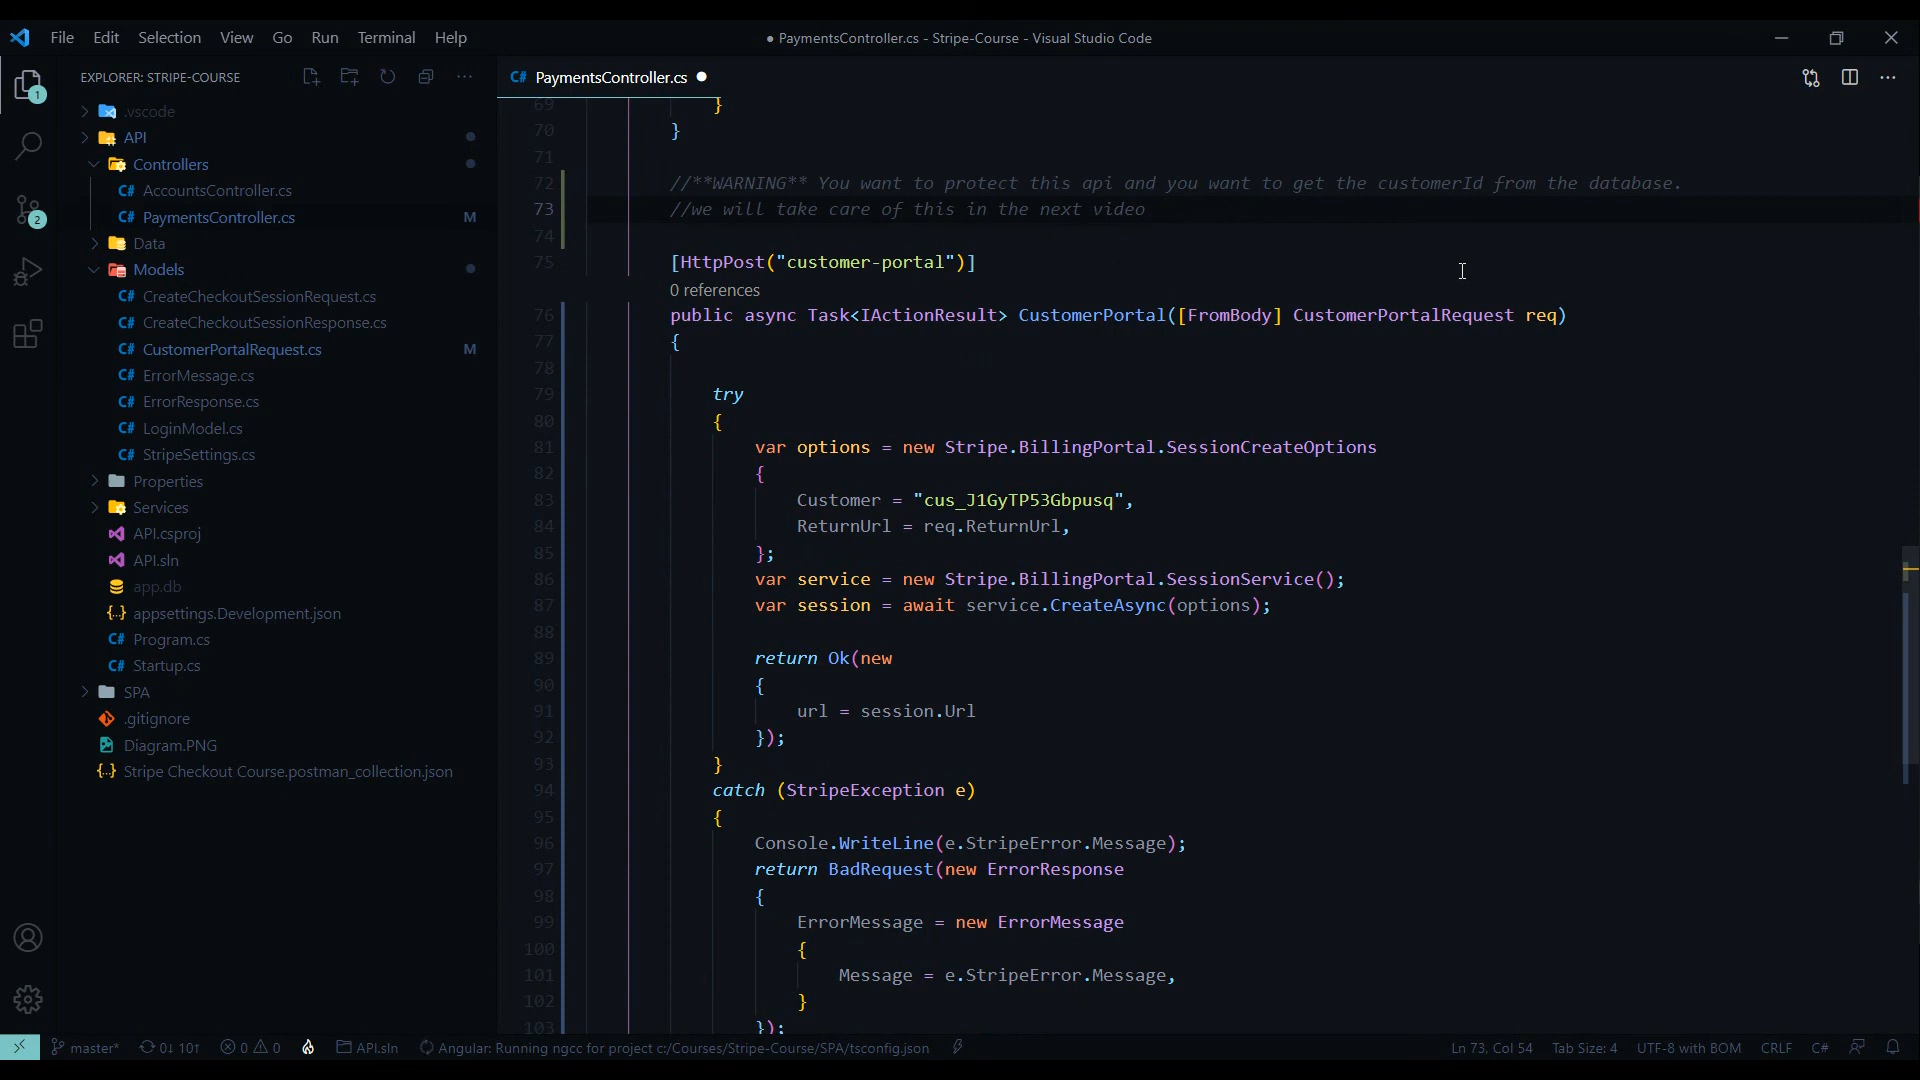 File Edit Selection View Go Run Terminal Help
● PaymentsController.cs - Stripe-Course - Visual Studio Code
EXPLORER: STRIPE-COURSE
.vscode
API
Controllers
AccountsController.cs
PaymentsController.cs M
Data
Models
CreateCheckoutSessionRequest.cs
CreateCheckoutSessionResponse.cs
CustomerPortalRequest.cs M
ErrorMessage.cs
ErrorResponse.cs
LoginModel.cs
StripeSettings.cs
Properties
Services
API.csproj
API.sln
app.db
appsettings.Development.json
Program.cs
Startup.cs
SPA
.gitignore
Diagram.PNG
Stripe Checkout Course.postman_collection.json
1
2
C# PaymentsController.cs ●
69 }
70 }
71
72 //**WARNING** You want to protect this api and you want to get the customerId from the database.
73 //we will take care of this in the next video
74
75 [HttpPost("customer-portal")]
0 references
76 public async Task<IActionResult> CustomerPortal([FromBody] CustomerPortalRequest req)
77 {
78
79 try
80 {
81 var options = new Stripe.BillingPortal.SessionCreateOptions
82 {
83 Customer = "cus_J1GyTP53Gbpusq",
84 ReturnUrl = req.ReturnUrl,
85 };
86 var service = new Stripe.BillingPortal.SessionService();
87 var session = await service.CreateAsync(options);
88
89 return Ok(new
90 {
91 url = session.Url
92 });
93 }
94 catch (StripeException e)
95 {
96 Console.WriteLine(e.StripeError.Message);
97 return BadRequest(new ErrorResponse
98 {
99 ErrorMessage = new ErrorMessage
100 {
101 Message = e.StripeError.Message,
102 }
103 });
master* 0↓ 10↑ 0 0 API.sln Angular: Running ngcc for project c:/Courses/Stripe-Course/SPA/tsconfig.json Ln 73, Col 54 Tab Size: 4 UTF-8 with BOM CRLF C#